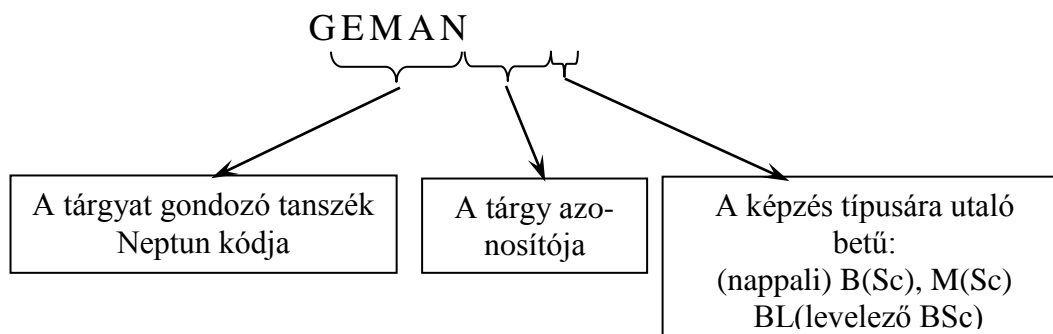 GEMAN
A tárgyat gondozó tanszék
Neptun kódja
A tárgy azo-
nosítója
A képzés típusára utaló
betű:
(nappali) B(Sc), M(Sc)
BL(levelező BSc)